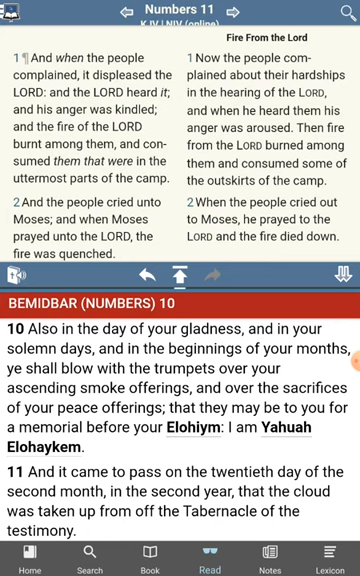 Numbers 11
KJV | NIV (online)
1 ¶ And when the people
complained, it displeased the
LORD: and the LORD heard it;
and his anger was kindled;
and the fire of the LORD
burnt among them, and con-
sumed them that were in the
uttermost parts of the camp.
2 And the people cried unto
Moses; and when Moses
prayed unto the LORD, the
fire was quenched.
Fire From the Lord
1 Now the people com-
plained about their hardships
in the hearing of the LORD,
and when he heard them his
anger was aroused. Then fire
from the LORD burned among
them and consumed some of
the outskirts of the camp.
2 When the people cried out
to Moses, he prayed to the
LORD and the fire died down.
BEMIDBAR (NUMBERS) 10
10 Also in the day of your gladness, and in your
solemn days, and in the beginnings of your months,
ye shall blow with the trumpets over your
ascending smoke offerings, and over the sacrifices
of your peace offerings; that they may be to you for
a memorial before your Elohiym: I am Yahuah
Elohaykem.
11 And it came to pass on the twentieth day of the
second month, in the second year, that the cloud
was taken up from off the Tabernacle of the
testimony.
Home Search Book Read Notes Lexicon